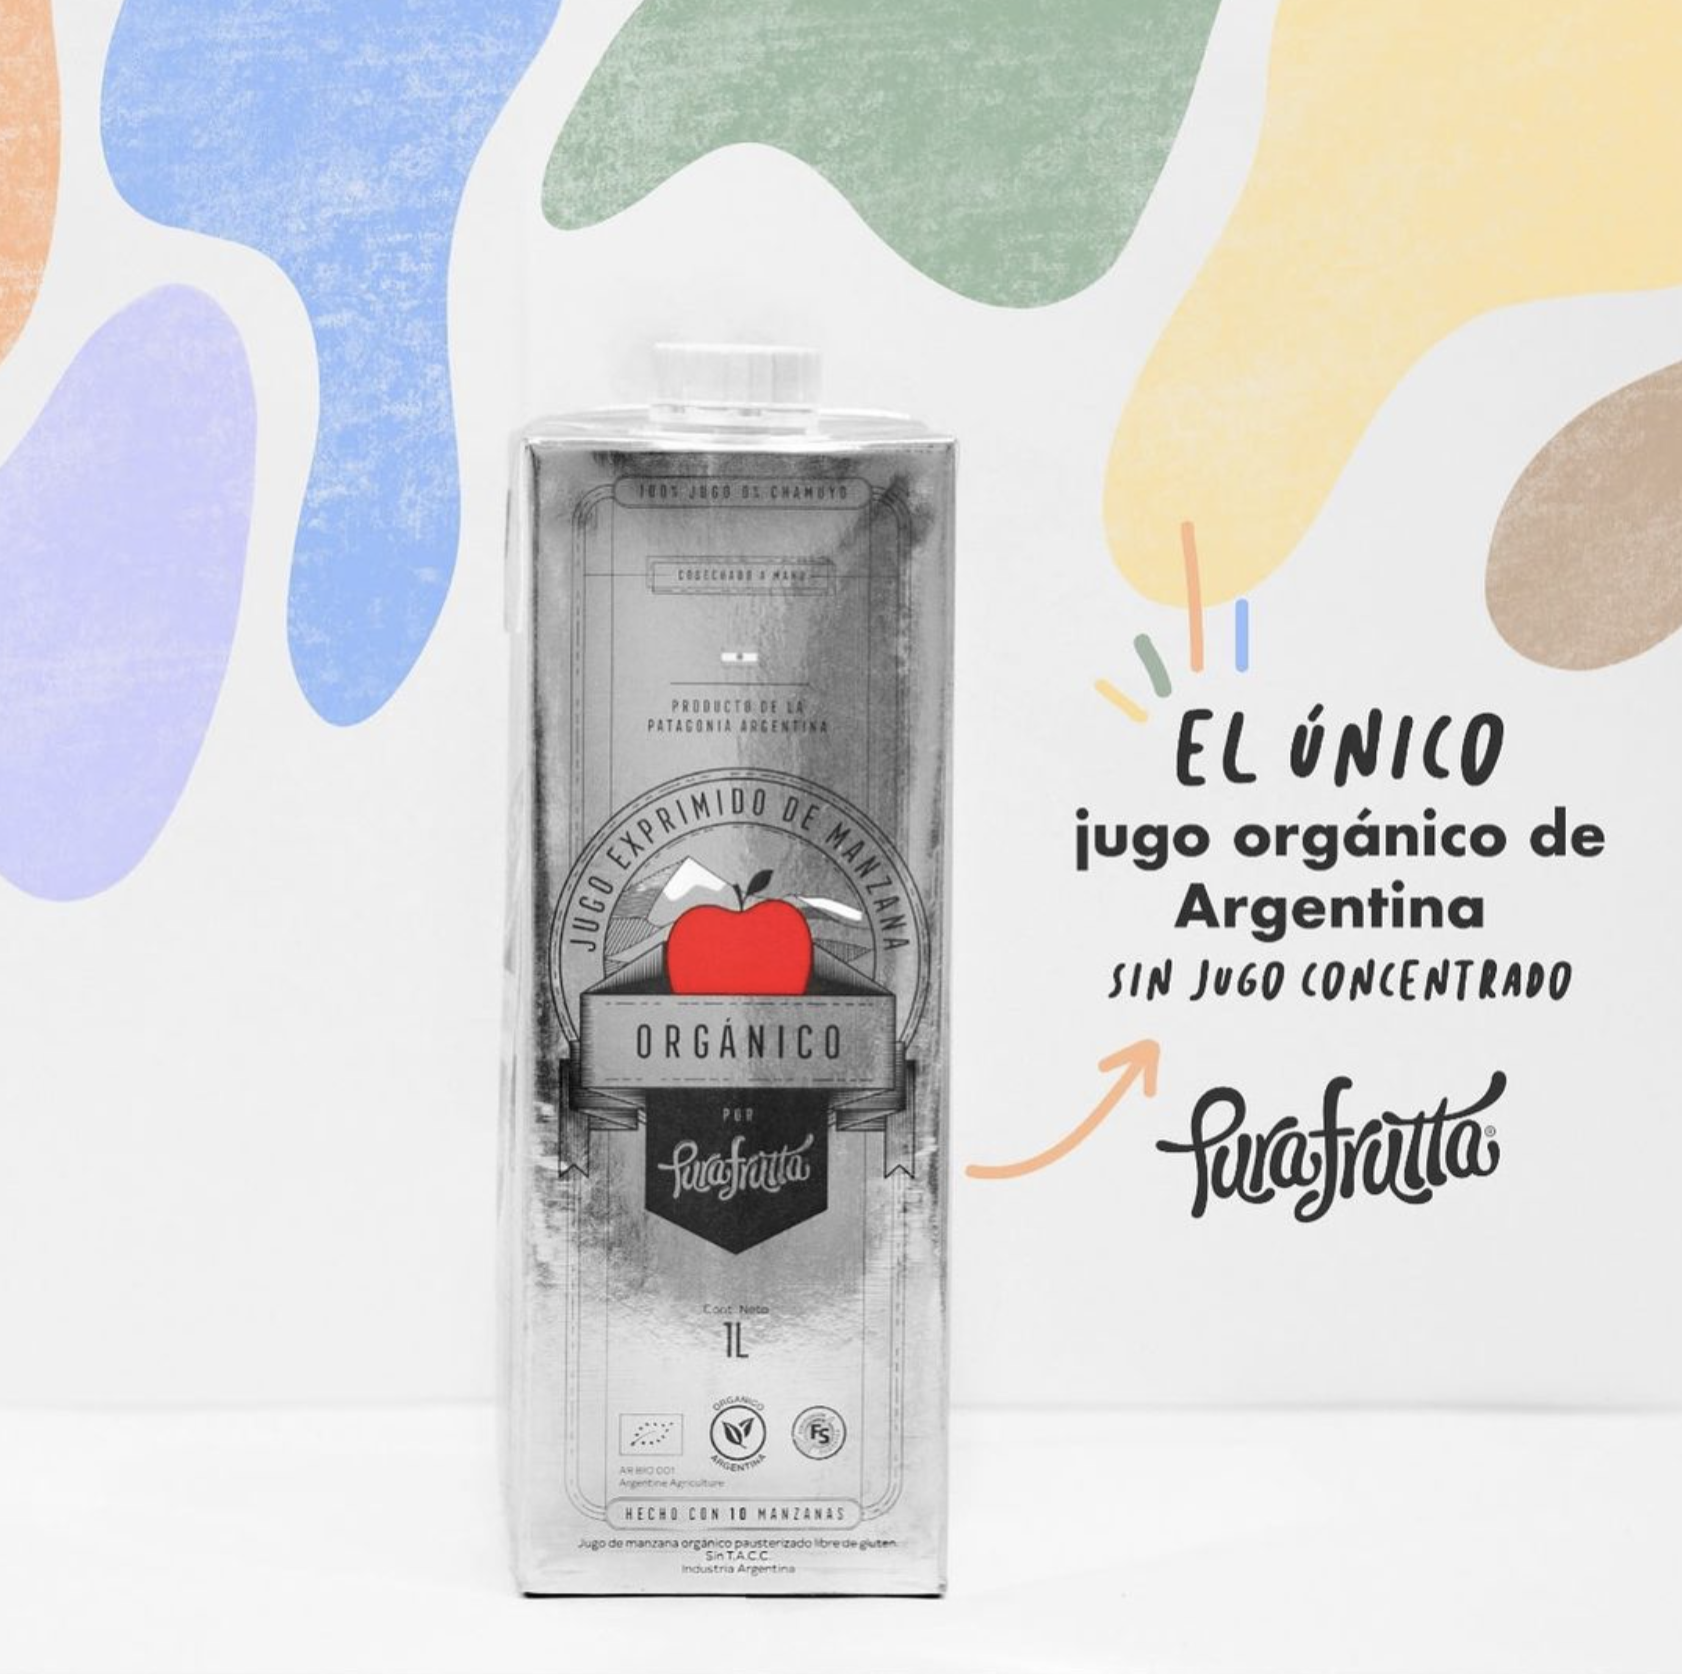 100% JUGO 0% CHAMUYO
COSECHADO A MANO
PRODUCTO DE LA
PATAGONIA ARGENTINA
JUGO EXPRIMIDO DE MANZANA
ORGÁNICO
POR
Purafrutta
Cont. Neto
1L
ORGANICO
ARGENTINA
FS
AR BIO 001
Argentine Agriculture
HECHO CON 10 MANZANAS
Jugo de manzana orgánico pausterizado libre de gluten.
Sin T.A.C.C.
Industria Argentina
EL ÚNICO
jugo orgánico de
Argentina
SIN JUGO CONCENTRADO
Purafrutta®